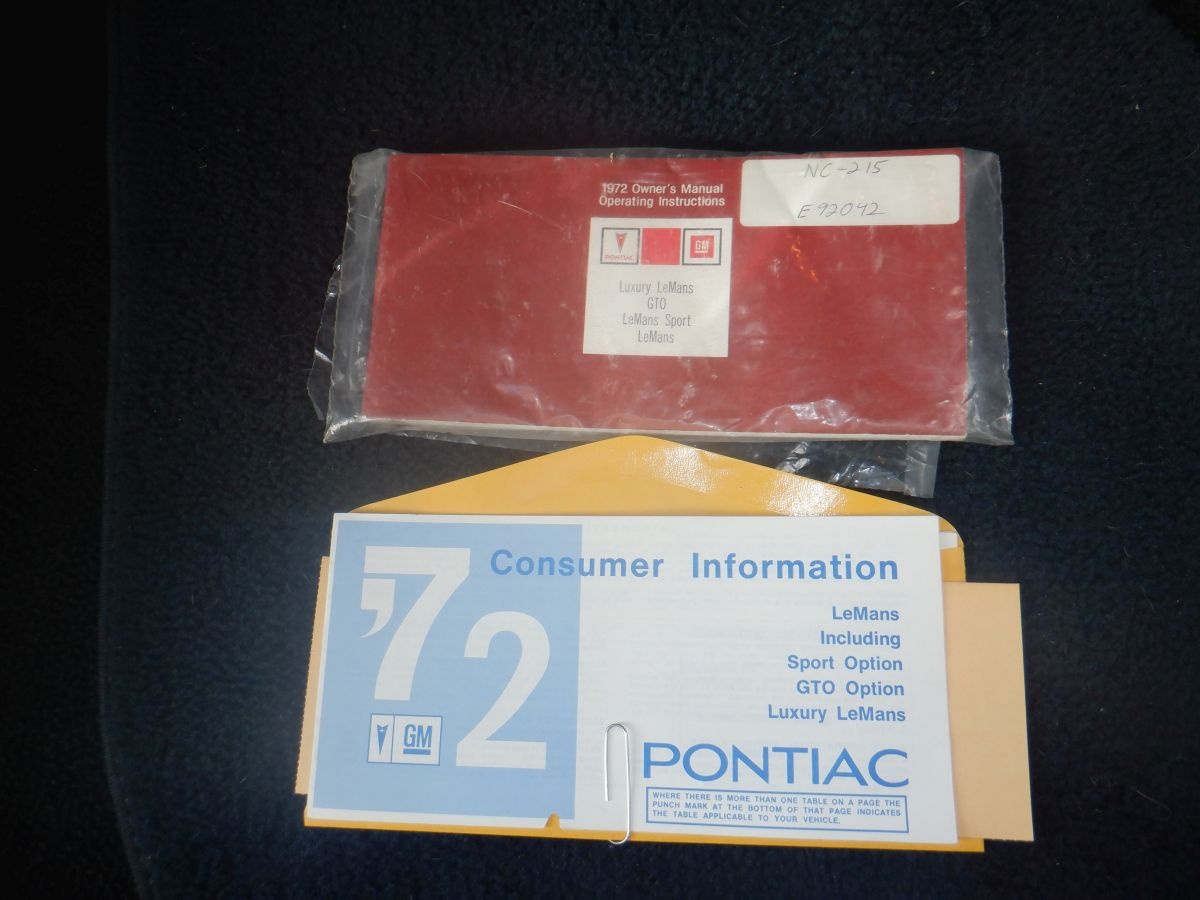 1972 Owner's Manual
Operating Instructions
NC-215
E92042
PONTIAC
GM
Luxury LeMans
GTO
LeMans Sport
LeMans
'72
Consumer Information
LeMans
Including
Sport Option
GTO Option
Luxury LeMans
GM
PONTIAC
WHERE THERE IS MORE THAN ONE TABLE ON A PAGE THE
PUNCH MARK AT THE BOTTOM OF THAT PAGE INDICATES
THE TABLE APPLICABLE TO YOUR VEHICLE.